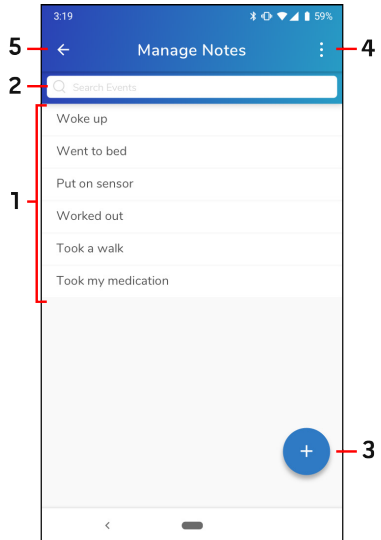 3:19
59%
5
Manage Notes
4
2
Search Events
1
Woke up
Went to bed
Put on sensor
Worked out
Took a walk
Took my medication
+
3